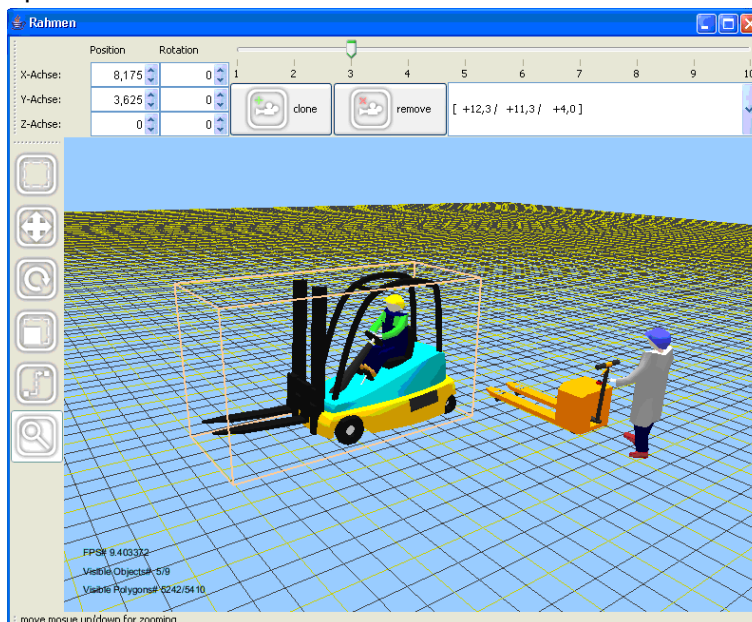 Rahmen
Position Rotation
X-Achse: 8,175 0
1 2 3 4 5 6 7 8 9 10
Y-Achse: 3,625 0
clone remove [ +12,3 / +11,3 / +4,0 ]
Z-Achse: 0 0
FPS# 9.403372
Visible Objects# 5/9
Visible Polygons# 5242/5410
move mosue up/down for zooming